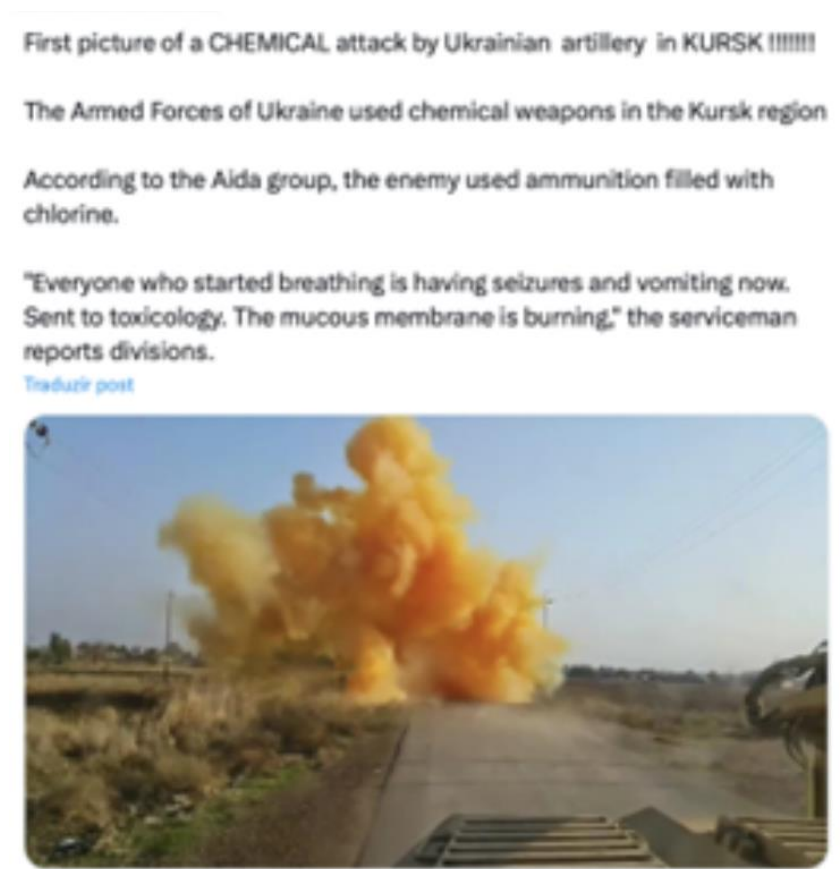 First picture of a CHEMICAL attack by Ukrainian artillery in KURSK !!!!!!!
The Armed Forces of Ukraine used chemical weapons in the Kursk region
According to the Aida group, the enemy used ammunition filled with
chlorine.
"Everyone who started breathing is having seizures and vomiting now.
Sent to toxicology. The mucous membrane is burning," the serviceman
reports divisions.
Traduzir post